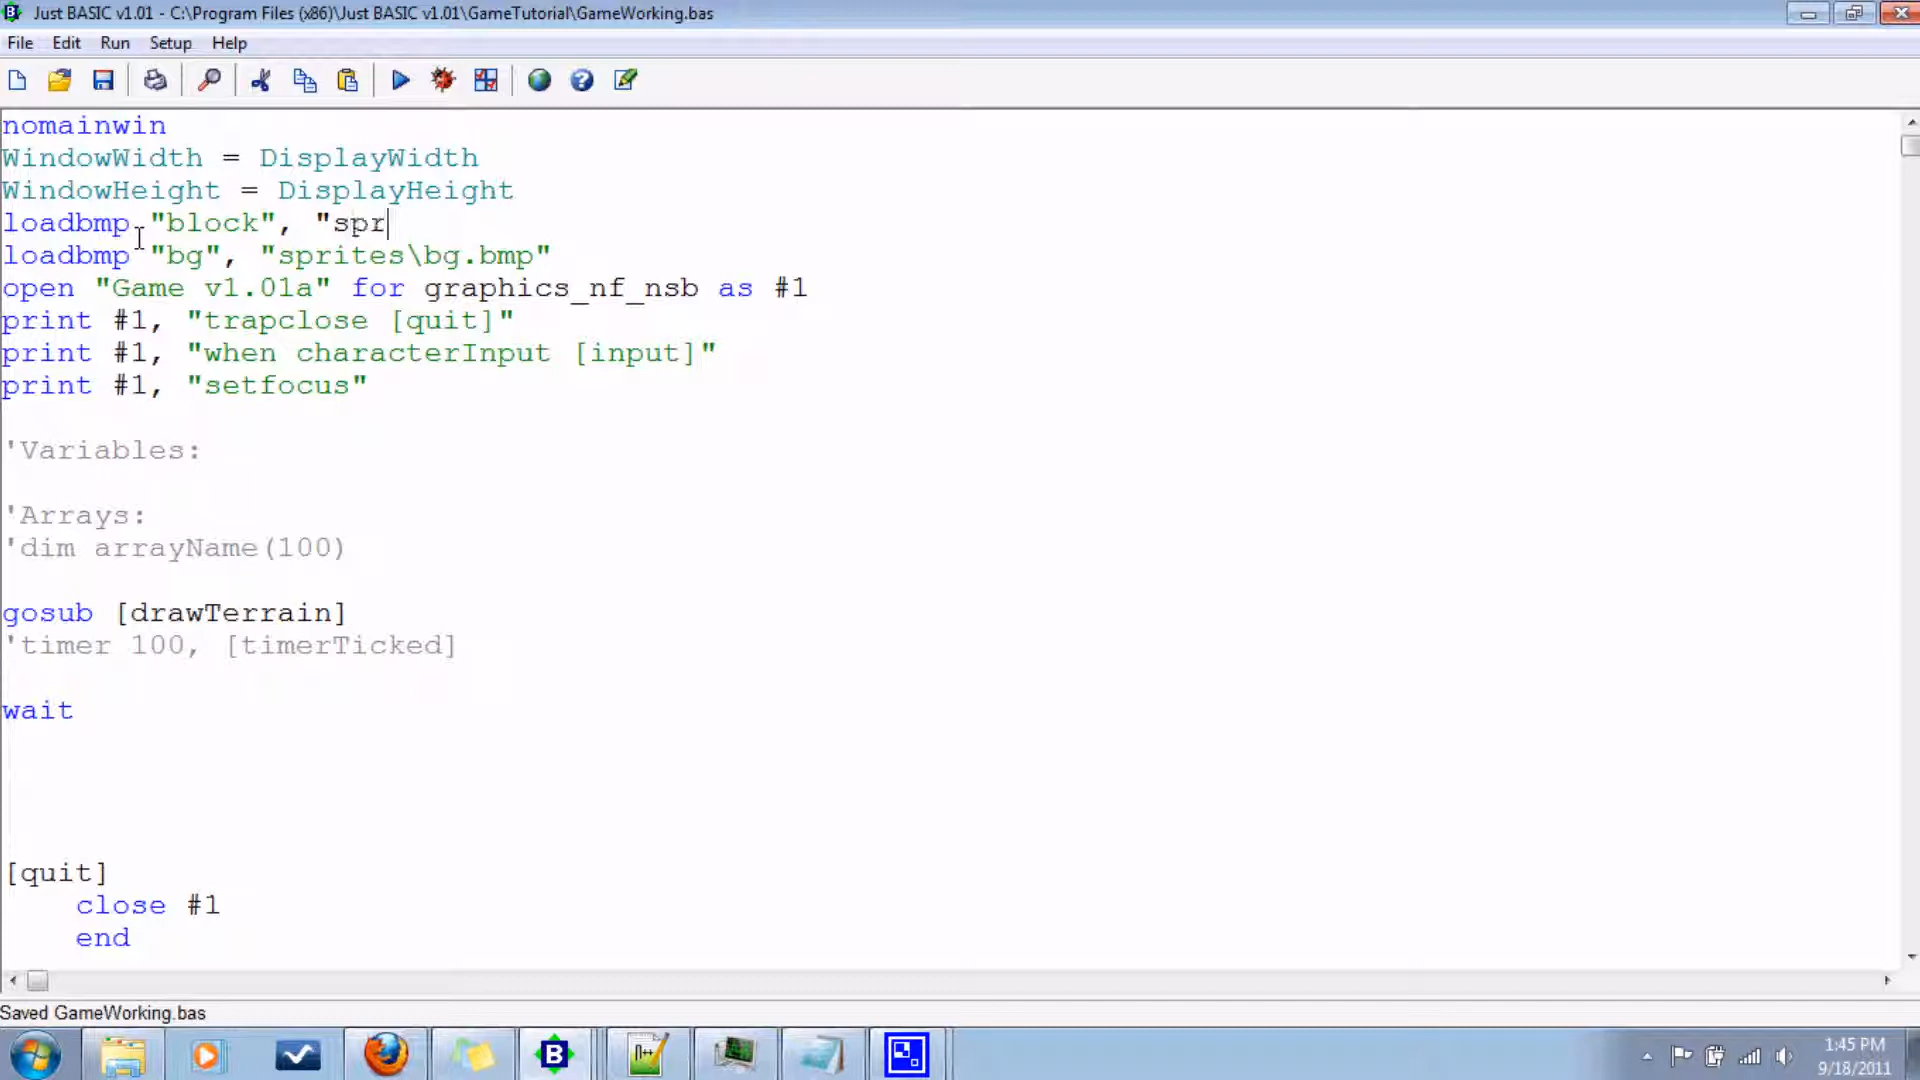 Just BASIC v1.01 - C:\Program Files (x86)\Just BASIC v1.01\GameTutorial\GameWorking.bas
File Edit Run Setup Help
nomainwin
WindowWidth = DisplayWidth
WindowHeight = DisplayHeight
loadbmp "block", "spr
loadbmp "bg", "sprites\bg.bmp"
open "Game v1.01a" for graphics_nf_nsb as #1
print #1, "trapclose [quit]"
print #1, "when characterInput [input]"
print #1, "setfocus"
'Variables:
'Arrays:
'dim arrayName(100)
gosub [drawTerrain]
'timer 100, [timerTicked]
wait
[quit]
close #1
end
Saved GameWorking.bas
1:45 PM
9/18/2011